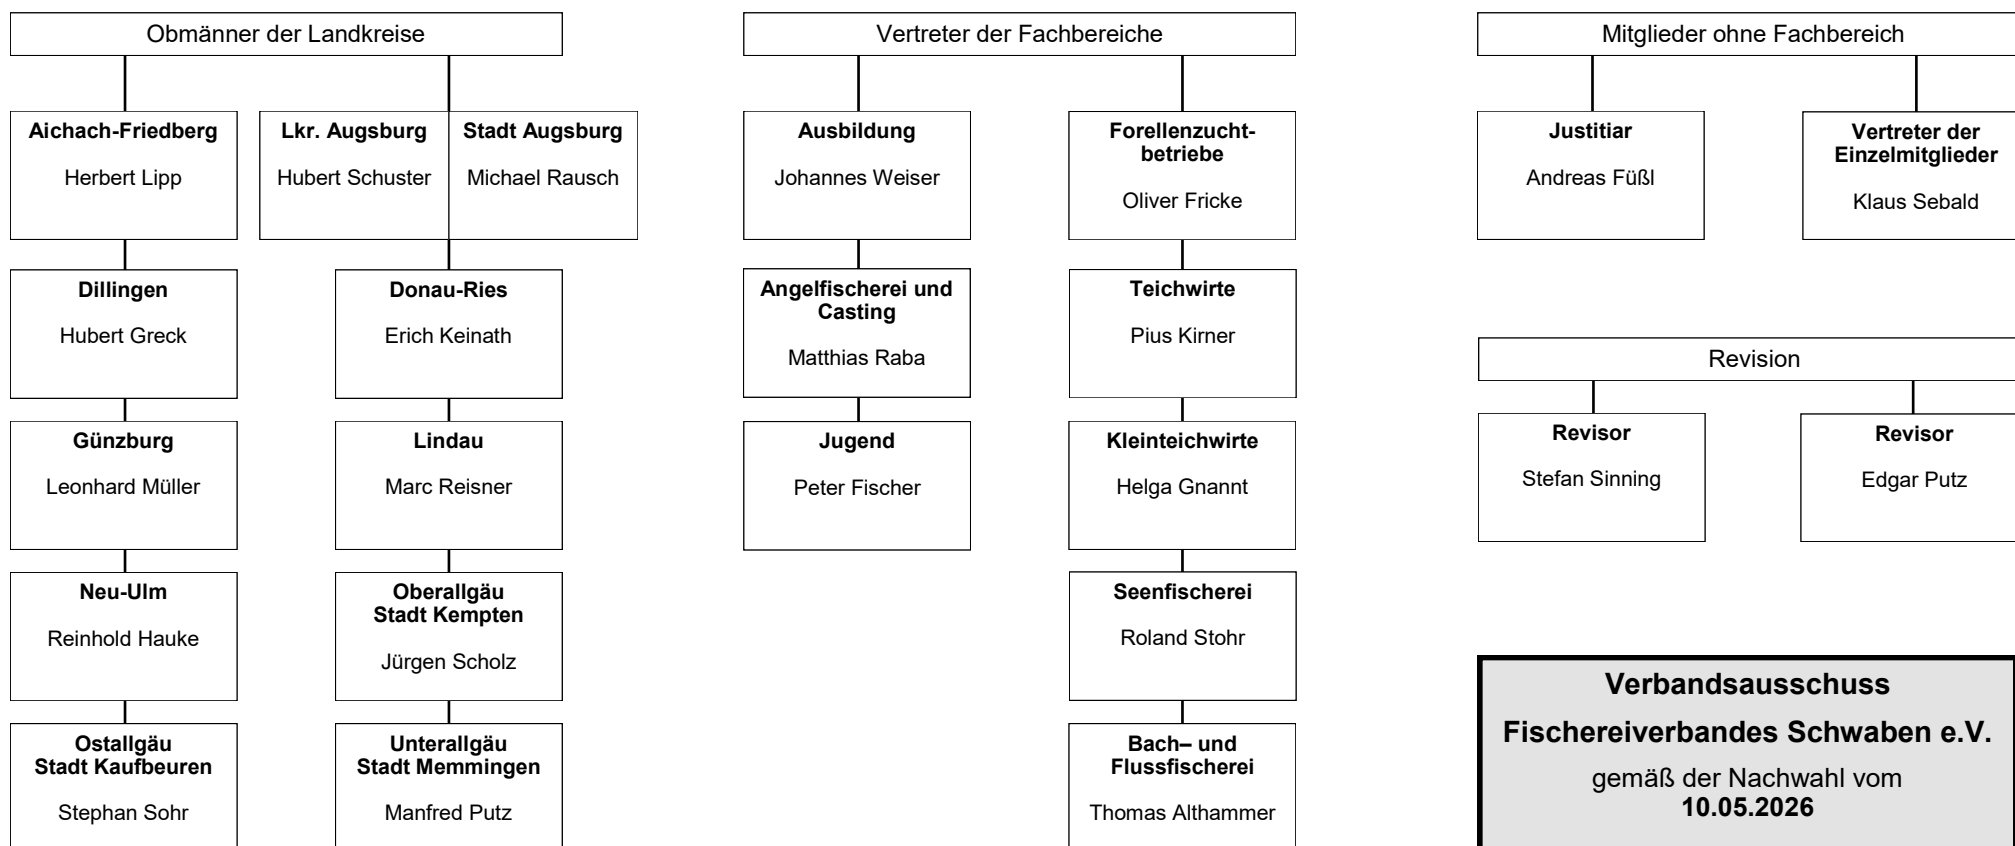 Obmänner der Landkreise
Aichach-Friedberg
Herbert Lipp
Lkr. Augsburg
Hubert Schuster
Stadt Augsburg
Michael Rausch
Dillingen
Hubert Greck
Donau-Ries
Erich Keinath
Günzburg
Leonhard Müller
Lindau
Marc Reisner
Neu-Ulm
Reinhold Hauke
Oberallgäu
Stadt Kempten
Jürgen Scholz
Ostallgäu
Stadt Kaufbeuren
Stephan Sohr
Unterallgäu
Stadt Memmingen
Manfred Putz
Vertreter der Fachbereiche
Ausbildung
Johannes Weiser
Forellenzucht-
betriebe
Oliver Fricke
Angelfischerei und
Casting
Matthias Raba
Teichwirte
Pius Kirner
Jugend
Peter Fischer
Kleinteichwirte
Helga Gnannt
Seenfischerei
Roland Stohr
Bach– und
Flussfischerei
Thomas Althammer
Mitglieder ohne Fachbereich
Justitiar
Andreas Füßl
Vertreter der
Einzelmitglieder
Klaus Sebald
Revision
Revisor
Stefan Sinning
Revisor
Edgar Putz
Verbandsausschuss
Fischereiverbandes Schwaben e.V.
gemäß der Nachwahl vom
10.05.2026